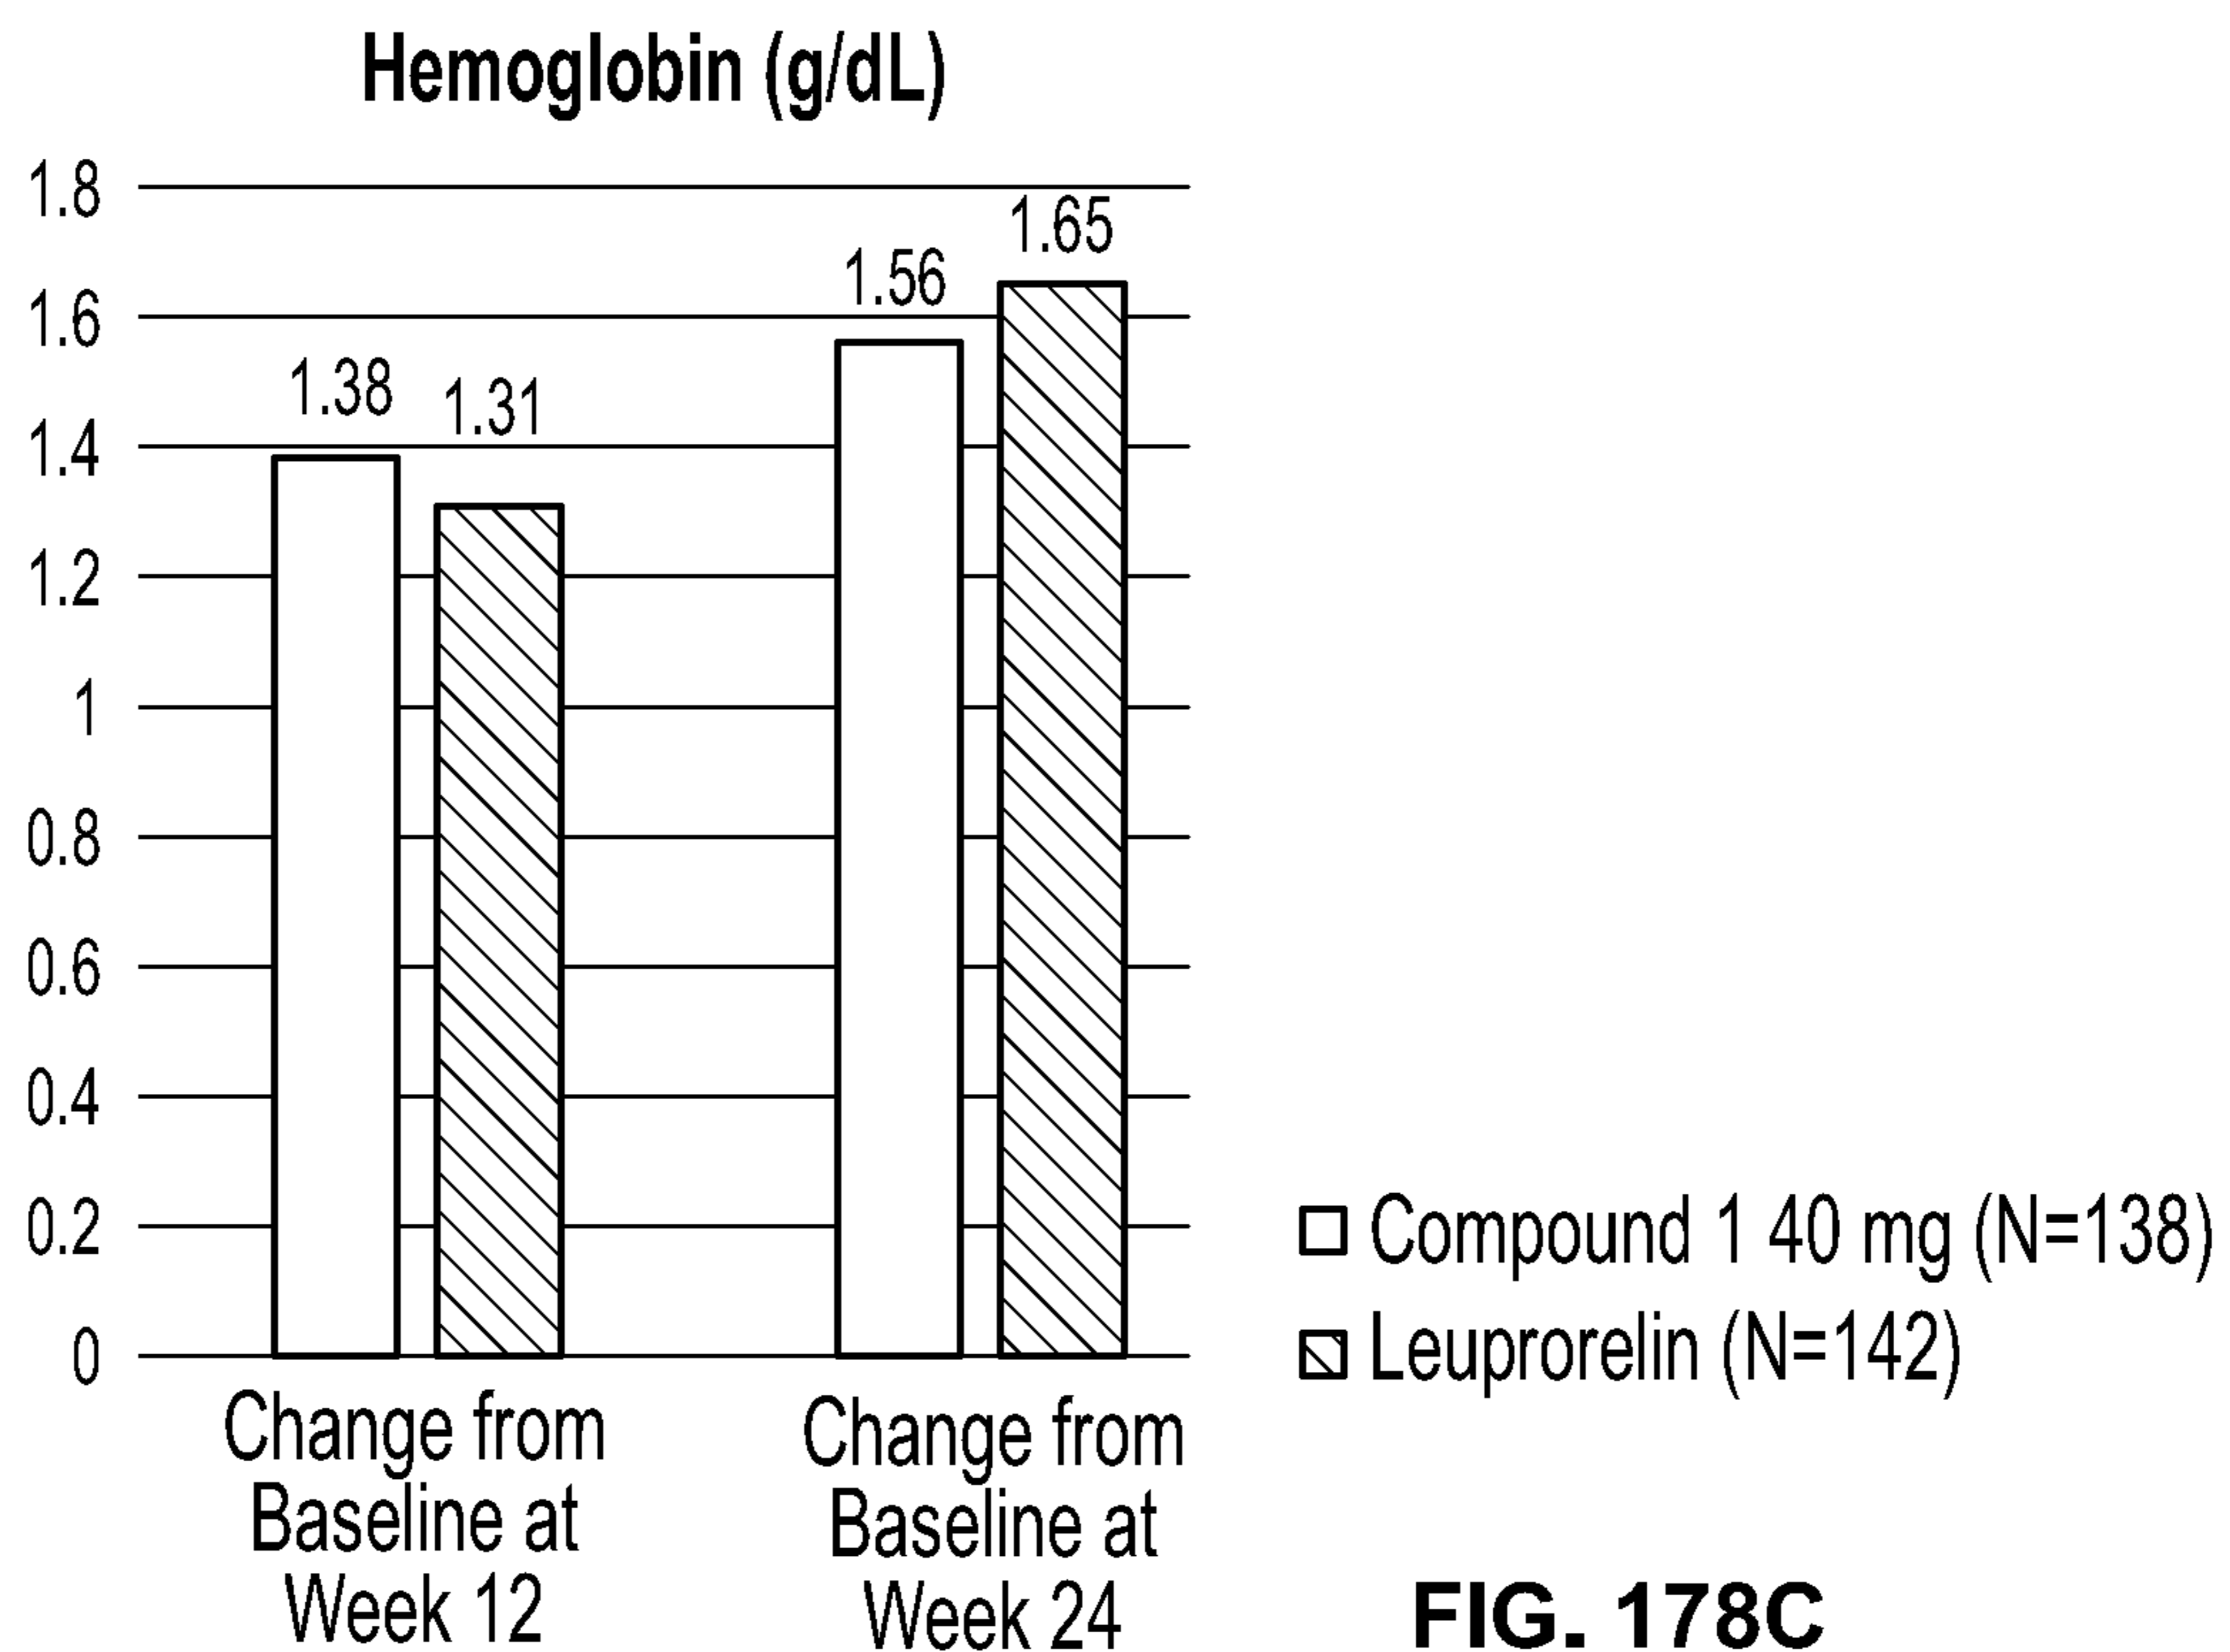 Hemoglobin (g/dL)
1.8
1.6
1.4
1.2
1
0.8
0.6
0.4
0.2
0
1.38
1.31
1.56
1.65
Change from
Baseline at
Week 12
Change from
Baseline at
Week 24
Compound 1 40 mg (N=138)
Leuprorelin (N=142)
FIG. 178C